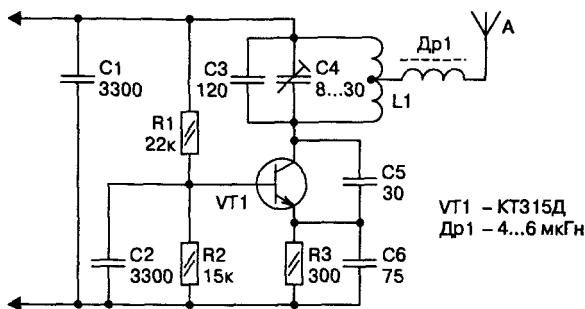 C1
3300
C3
120
C4
8...30
L1
Др1
A
R1
22к
VT1
C5
30
C2
3300
R2
15к
R3
300
C6
75
VT1 – КТ315Д
Др1 – 4...6 мкГн